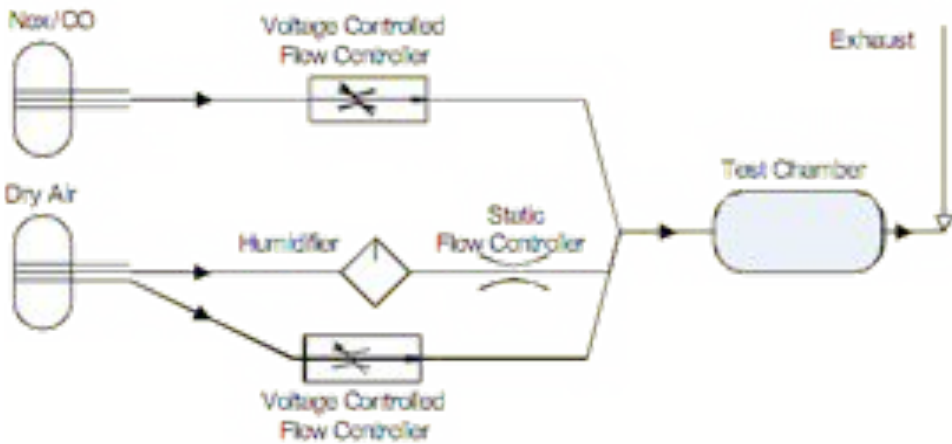 Nox/CO
Voltage Controlled
Flow Controller
Exhaust
Test Chamber
Dry Air
Humidifier
Static
Flow Controller
Voltage Controlled
Flow Controller